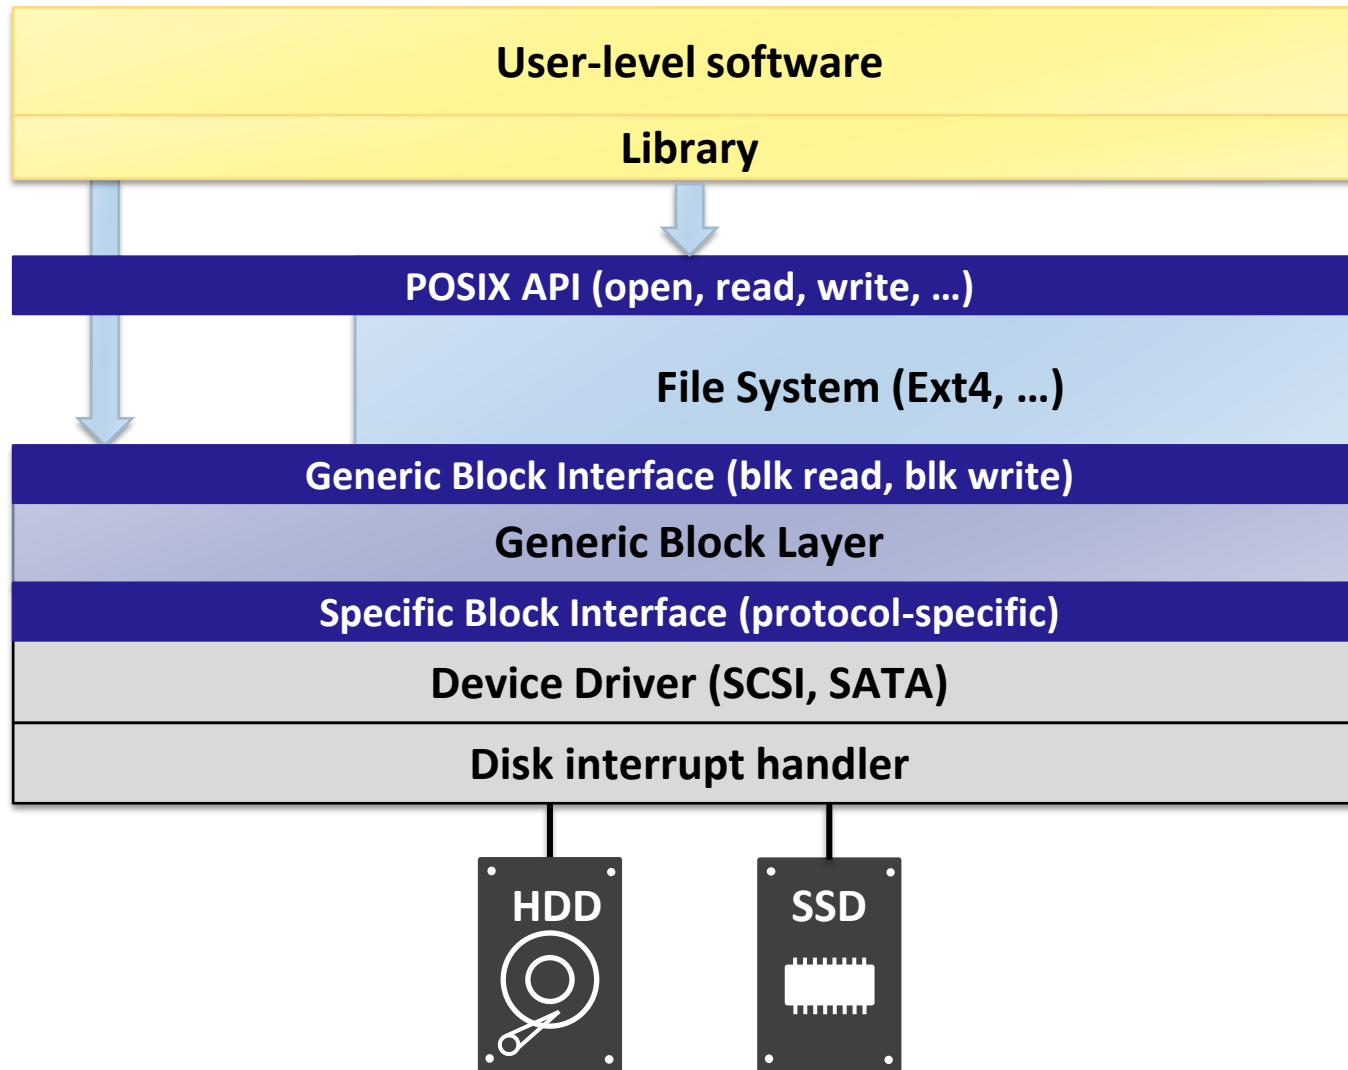 User-level software
Library
POSIX API (open, read, write, …)
File System (Ext4, …)
Generic Block Interface (blk read, blk write)
Generic Block Layer
Specific Block Interface (protocol-specific)
Device Driver (SCSI, SATA)
Disk interrupt handler
HDD
SSD